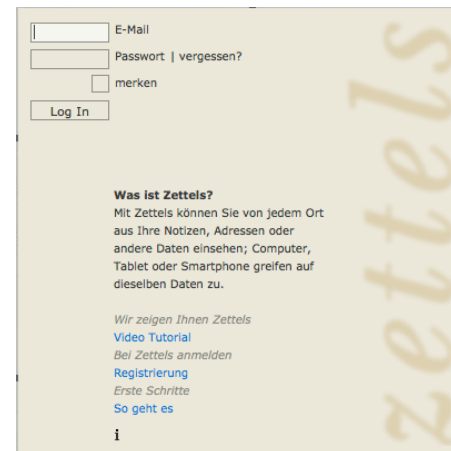 E-Mail
Passwort | vergessen?
merken
Log In
zettels
Was ist Zettels?
Mit Zettels können Sie von jedem Ort
aus Ihre Notizen, Adressen oder
andere Daten einsehen; Computer,
Tablet oder Smartphone greifen auf
dieselben Daten zu.
Wir zeigen Ihnen Zettels
Video Tutorial
Bei Zettels anmelden
Registrierung
Erste Schritte
So geht es
i